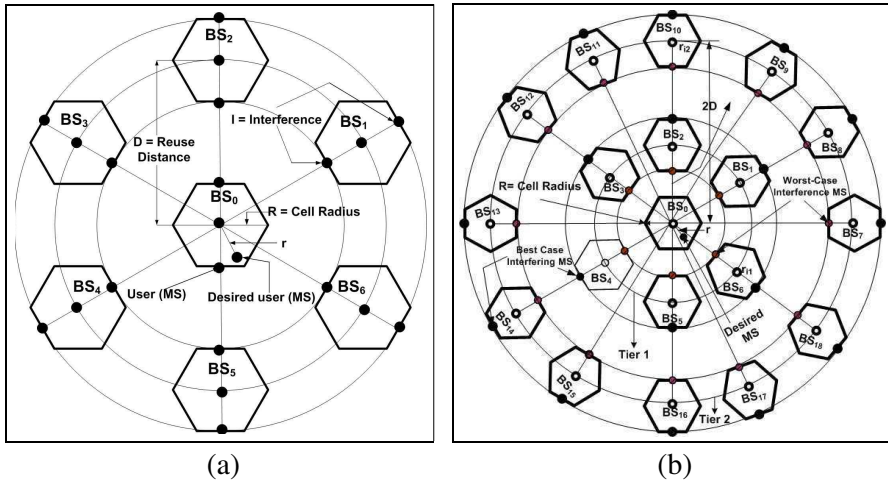 BS2
BS3
I = Interference
D = Reuse
Distance
BS1
BS0
R = Cell Radius
r
BS4
User (MS)
Desired user (MS)
BS6
BS5
(a)
BS10
ri2
BS11
BS9
2D
BS12
BS8
BS2
BS1
BS3
R= Cell Radius
Worst-Case
Interference MS
BS0
BS13
r
BS7
Best Case
Interfering MS
BS4
ri1
BS6
BS5
Desired
MS
BS14
Tier 1
BS18
BS15
BS16
Tier 2
BS17
(b)